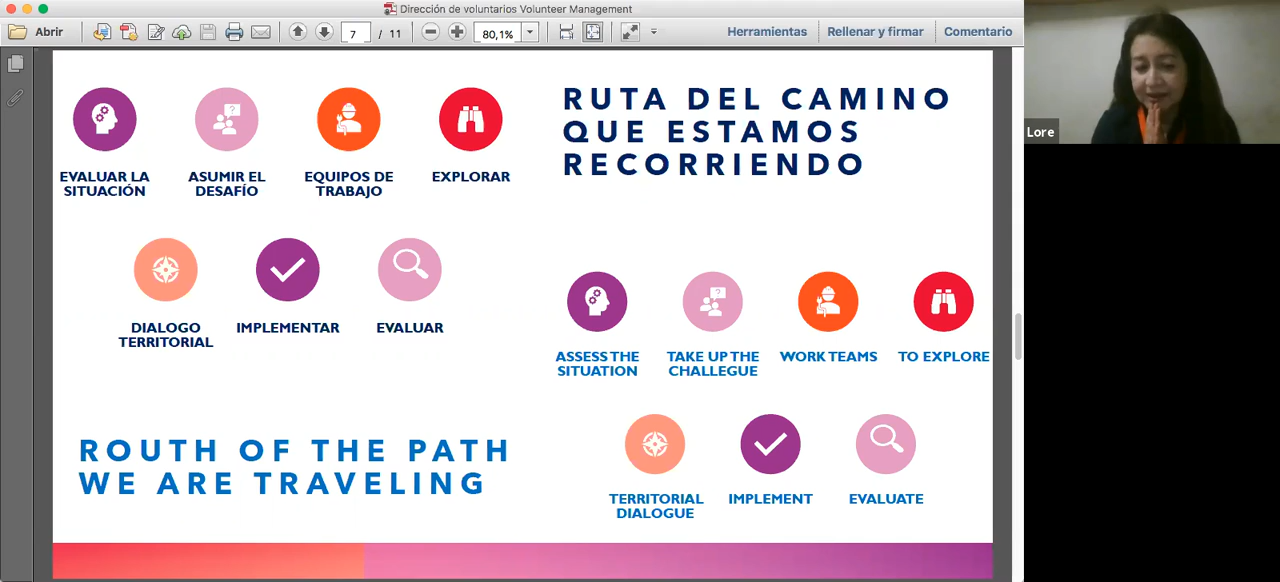 Dirección de voluntarios Volunteer Management
Abrir
7 / 11
80,1%
Herramientas
Rellenar y firmar
Comentario
RUTA DEL CAMINO
QUE ESTAMOS
RECORRIENDO
EVALUAR LA
SITUACIÓN
ASUMIR EL
DESAFÍO
EQUIPOS DE
TRABAJO
EXPLORAR
DIALOGO
TERRITORIAL
IMPLEMENTAR
EVALUAR
ROUTH OF THE PATH
WE ARE TRAVELING
ASSESS THE
SITUATION
TAKE UP THE
CHALLEGUE
WORK TEAMS
TO EXPLORE
TERRITORIAL
DIALOGUE
IMPLEMENT
EVALUATE
Lore